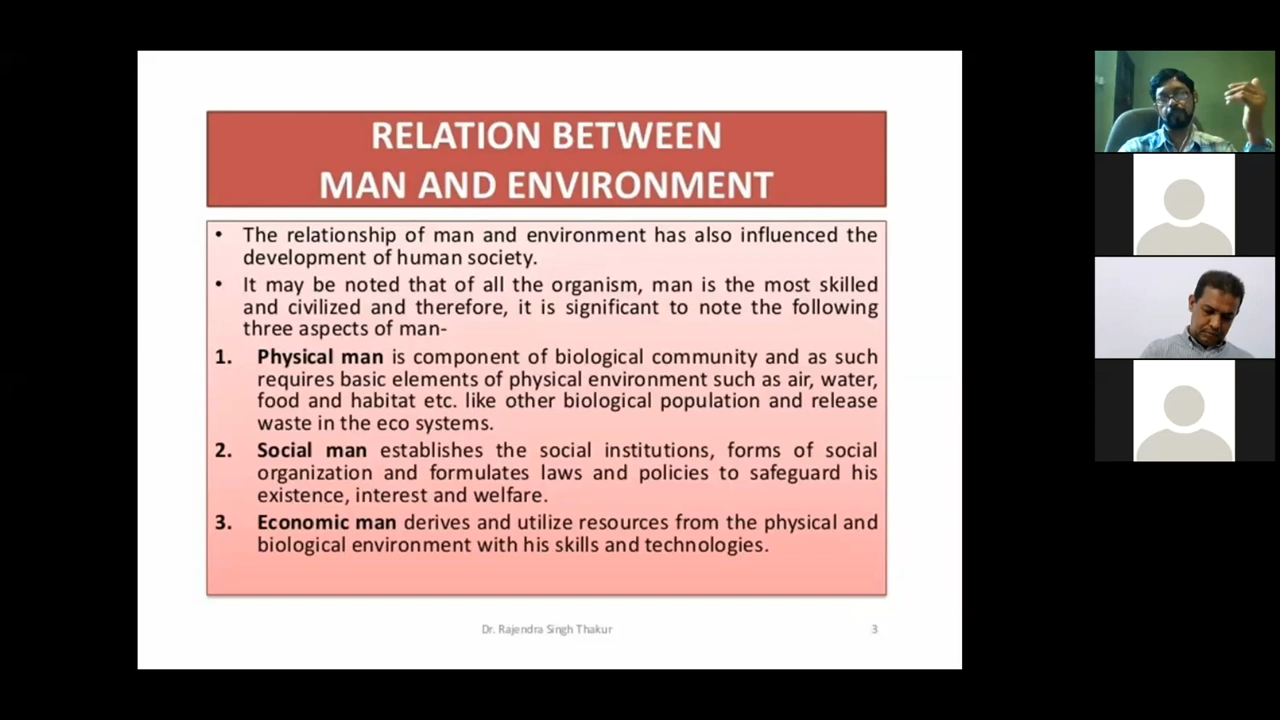 RELATION BETWEEN
MAN AND ENVIRONMENT
• The relationship of man and environment has also influenced the
development of human society.
• It may be noted that of all the organism, man is the most skilled
and civilized and therefore, it is significant to note the following
three aspects of man-
1. Physical man is component of biological community and as such
requires basic elements of physical environment such as air, water,
food and habitat etc. like other biological population and release
waste in the eco systems.
2. Social man establishes the social institutions, forms of social
organization and formulates laws and policies to safeguard his
existence, interest and welfare.
3. Economic man derives and utilize resources from the physical and
biological environment with his skills and technologies.
Dr. Rajendra Singh Thakur 3